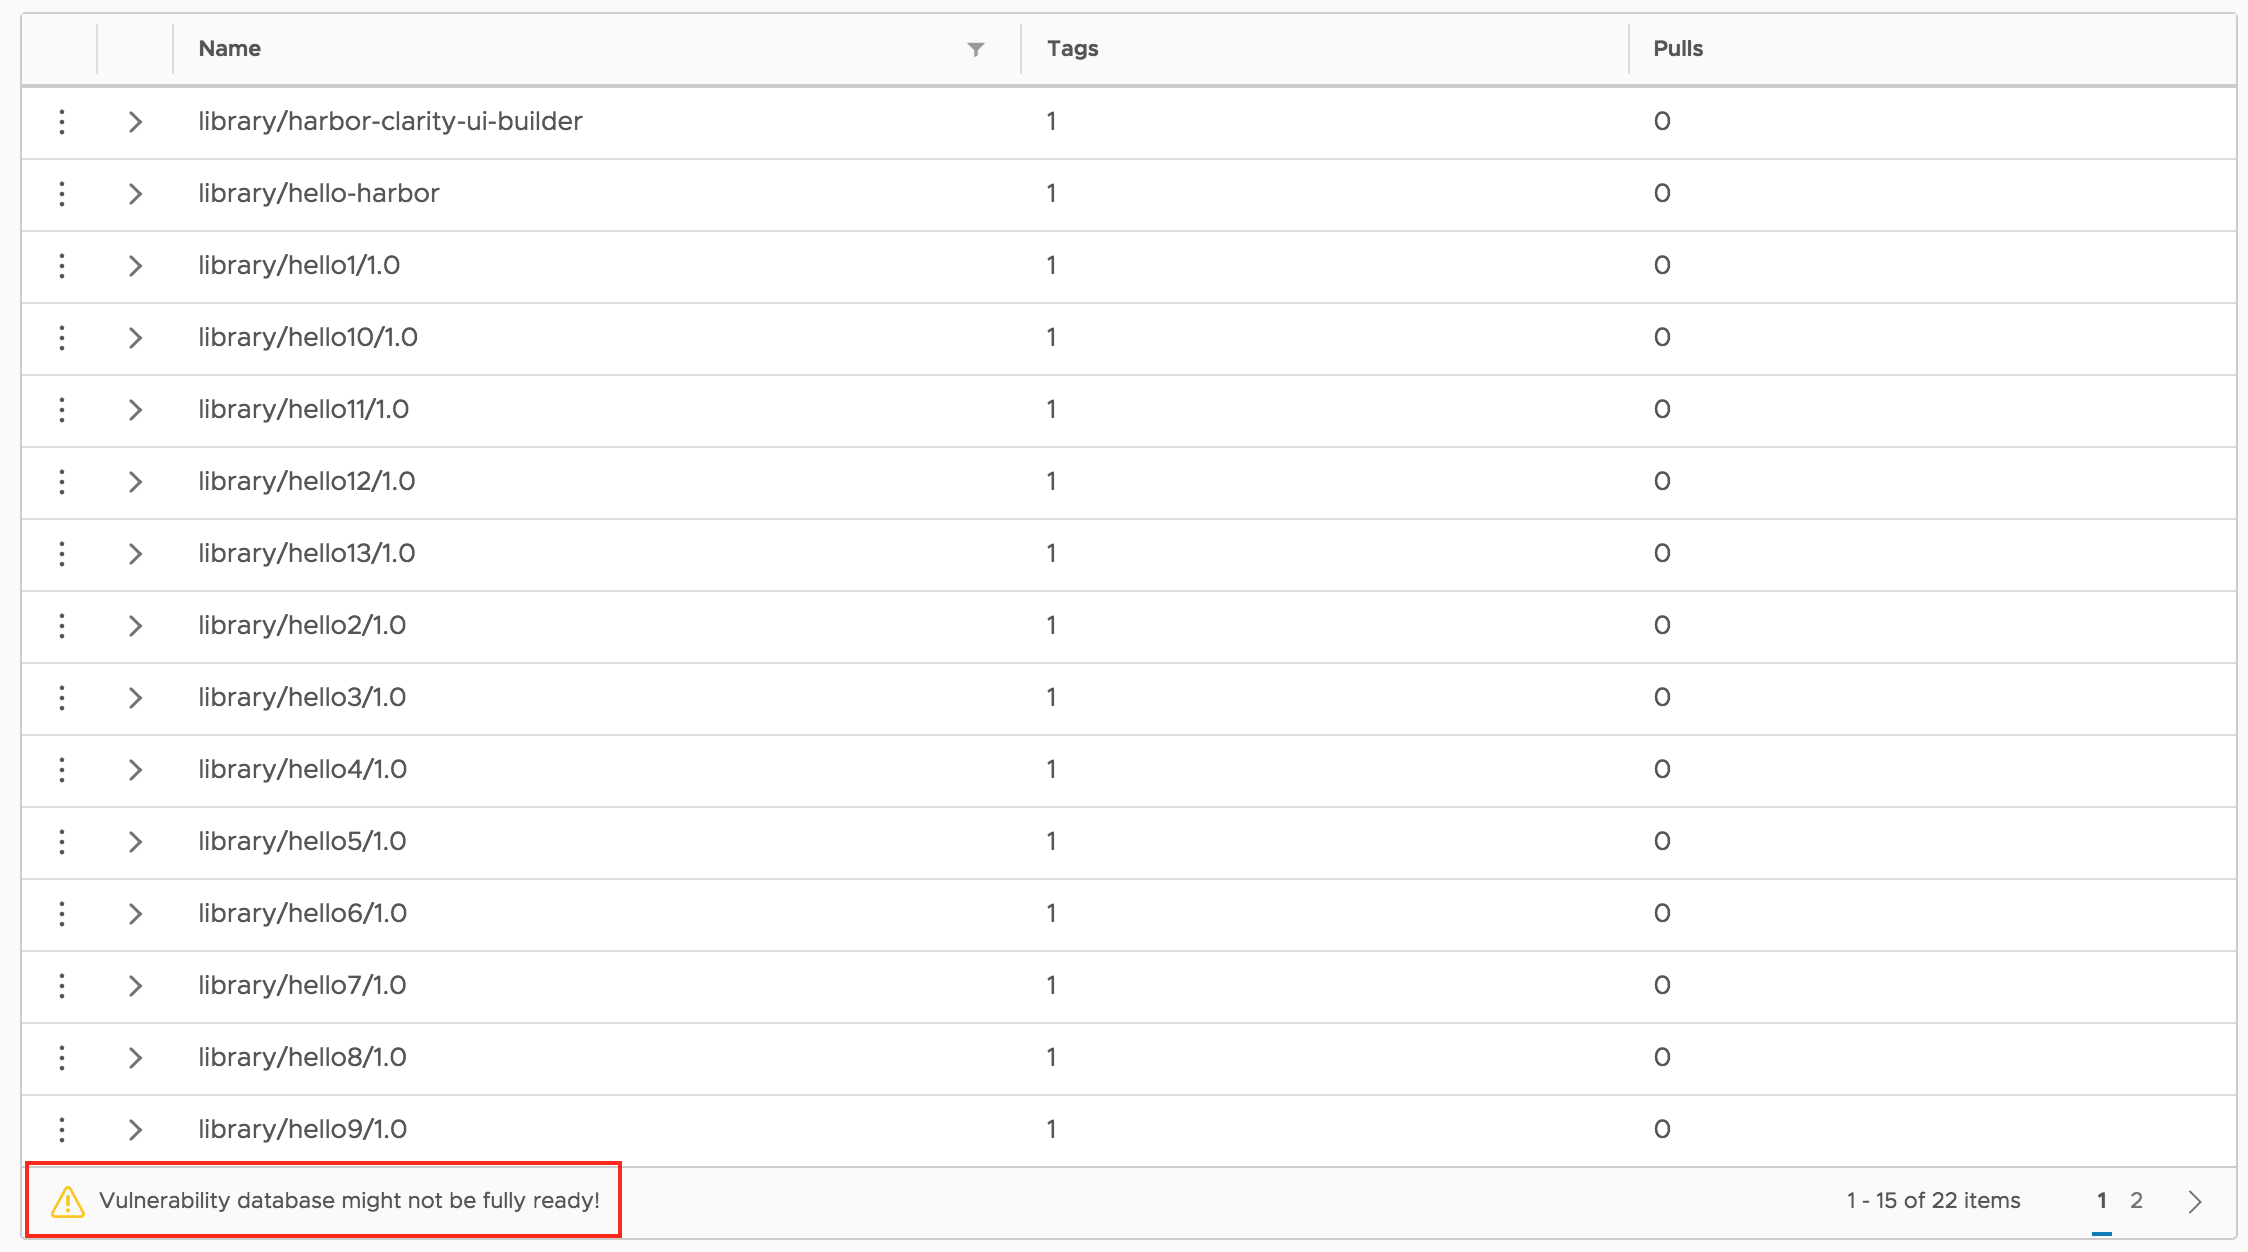 Name Tags Pulls
library/harbor-clarity-ui-builder 1 0
library/hello-harbor 1 0
library/hello1/1.0 1 0
library/hello10/1.0 1 0
library/hello11/1.0 1 0
library/hello12/1.0 1 0
library/hello13/1.0 1 0
library/hello2/1.0 1 0
library/hello3/1.0 1 0
library/hello4/1.0 1 0
library/hello5/1.0 1 0
library/hello6/1.0 1 0
library/hello7/1.0 1 0
library/hello8/1.0 1 0
library/hello9/1.0 1 0
Vulnerability database might not be fully ready! 1 - 15 of 22 items 1 2